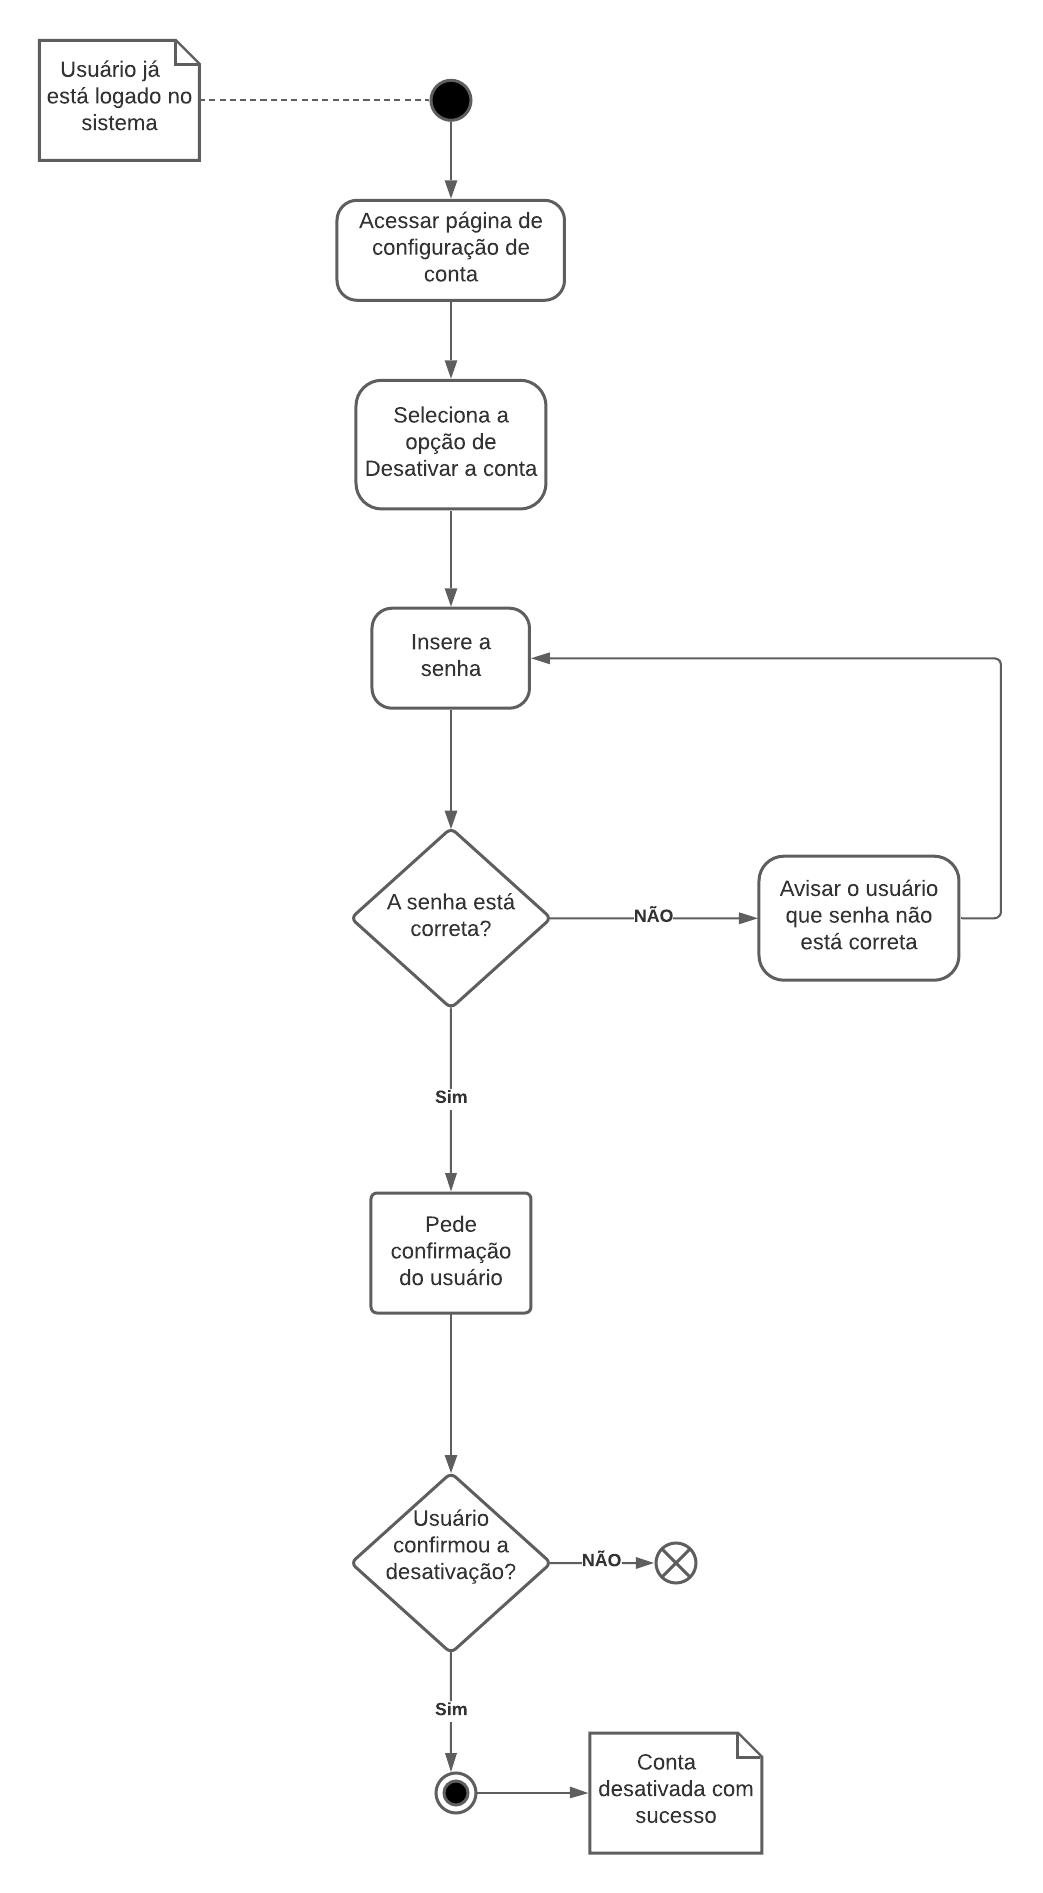 Usuário já
está logado no
sistema
Acessar página de
configuração de
conta
Seleciona a
opção de
Desativar a conta
Insere a
senha
A senha está
correta?
NÃO
Avisar o usuário
que senha não
está correta
Sim
Pede
confirmação
do usuário
Usuário
confirmou a
desativação?
NÃO
Sim
Conta
desativada com
sucesso